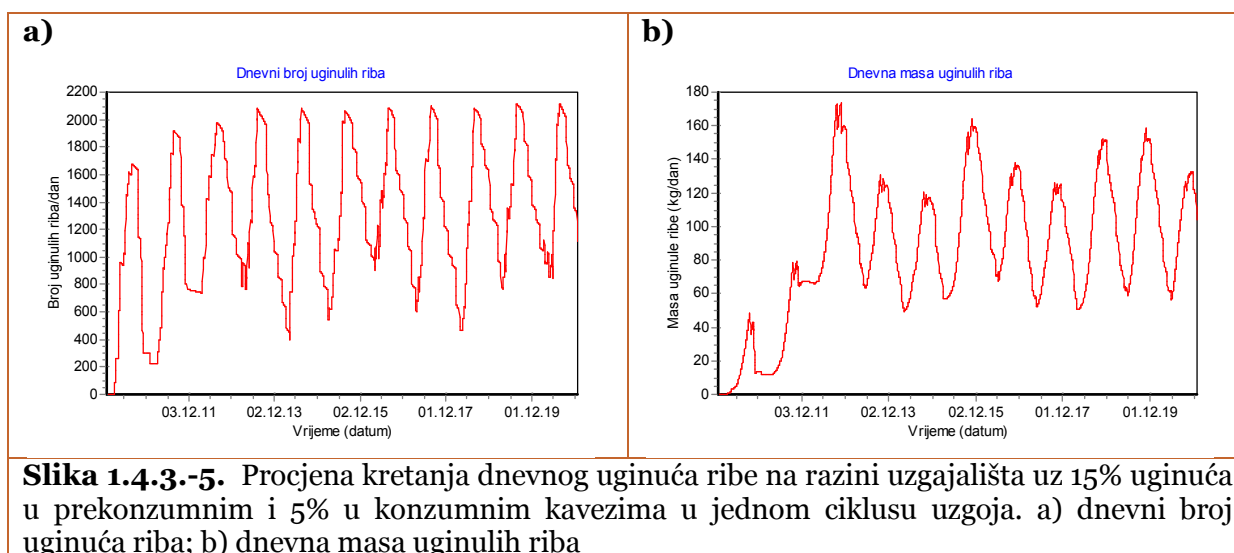 a)
Dnevni broj uginulih riba
2200
2000
1800
1600
1400
1200
1000
800
600
400
200
0
Broj uginulih riba/dan
03.12.11 02.12.13 02.12.15 01.12.17 01.12.19
Vrijeme (datum)
b)
Dnevna masa uginulih riba
180
160
140
120
100
80
60
40
20
0
Masa uginule ribe (kg/dan)
03.12.11 02.12.13 02.12.15 01.12.17 01.12.19
Vrijeme (datum)
Slika 1.4.3.-5. Procjena kretanja dnevnog uginuća ribe na razini uzgajališta uz 15% uginuća
u prekonzumnim i 5% u konzumnim kavezima u jednom ciklusu uzgoja. a) dnevni broj
uginuća riba; b) dnevna masa uginulih riba